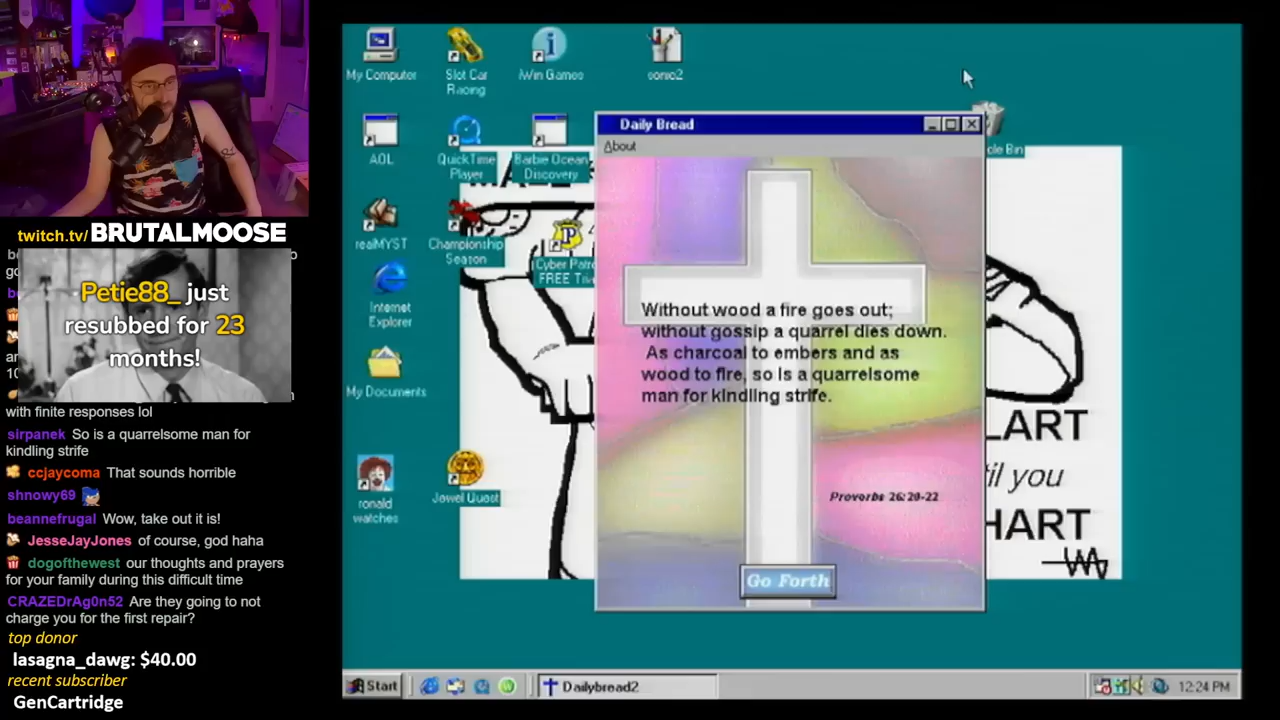 twitch.tv/BRUTALMOOSE
Petie88_ just
resubbed for 23
months!
with finite responses lol
sirpanek So is a quarrelsome man for
kindling strife
ccjaycoma That sounds horrible
shnowy69
beannefrugal Wow, take out it is!
JesseJayJones of course, god haha
dogofthewest our thoughts and prayers
for your family during this difficult time
CRAZEDrAg0n52 Are they going to not
charge you for the first repair?
top donor
lasagna_dawg: $40.00
recent subscriber
GenCartridge
My Computer
Slot Car
Racing
iWin Games
sonic2
AOL
QuickTime
Player
Barbie Ocean
Discovery
cle Bin
realMYST
Championship
Season
Cyber Patr
FREE Tri
Internet
Explorer
My Documents
ronald
watches
Jewel Quest
Daily Bread
About
Without wood a fire goes out;
without gossip a quarrel dies down.
As charcoal to embers and as
wood to fire, so is a quarrelsome
man for kindling strife.
Proverbs 26:20-22
Go Forth
LART
til you
HART
Start
Dailybread2
12:24 PM